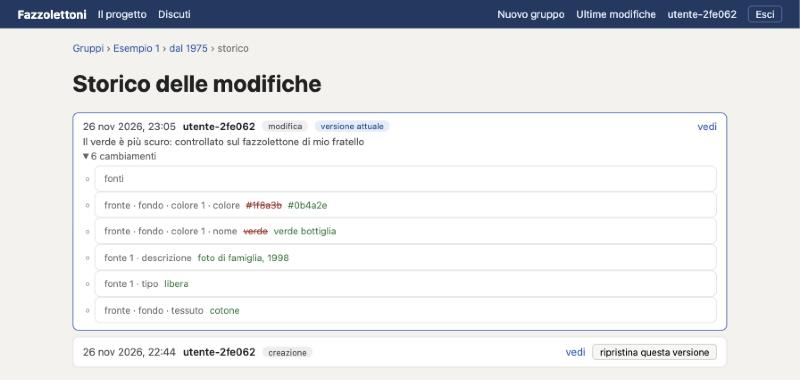 Fazzolettoni Il progetto Discuti Nuovo gruppo Ultime modifiche utente-2fe062 Esci
Gruppi › Esempio 1 › dal 1975 › storico
Storico delle modifiche
26 nov 2026, 23:05 utente-2fe062 modifica versione attuale vedi
Il verde è più scuro: controllato sul fazzolettone di mio fratello
▼ 6 cambiamenti
fonti
fronte · fondo · colore 1 · colore #1f8a3b #0b4a2e
fronte · fondo · colore 1 · nome verde verde bottiglia
fonte 1 · descrizione foto di famiglia, 1998
fonte 1 · tipo libera
fronte · fondo · tessuto cotone
26 nov 2026, 22:44 utente-2fe062 creazione vedi ripristina questa versione